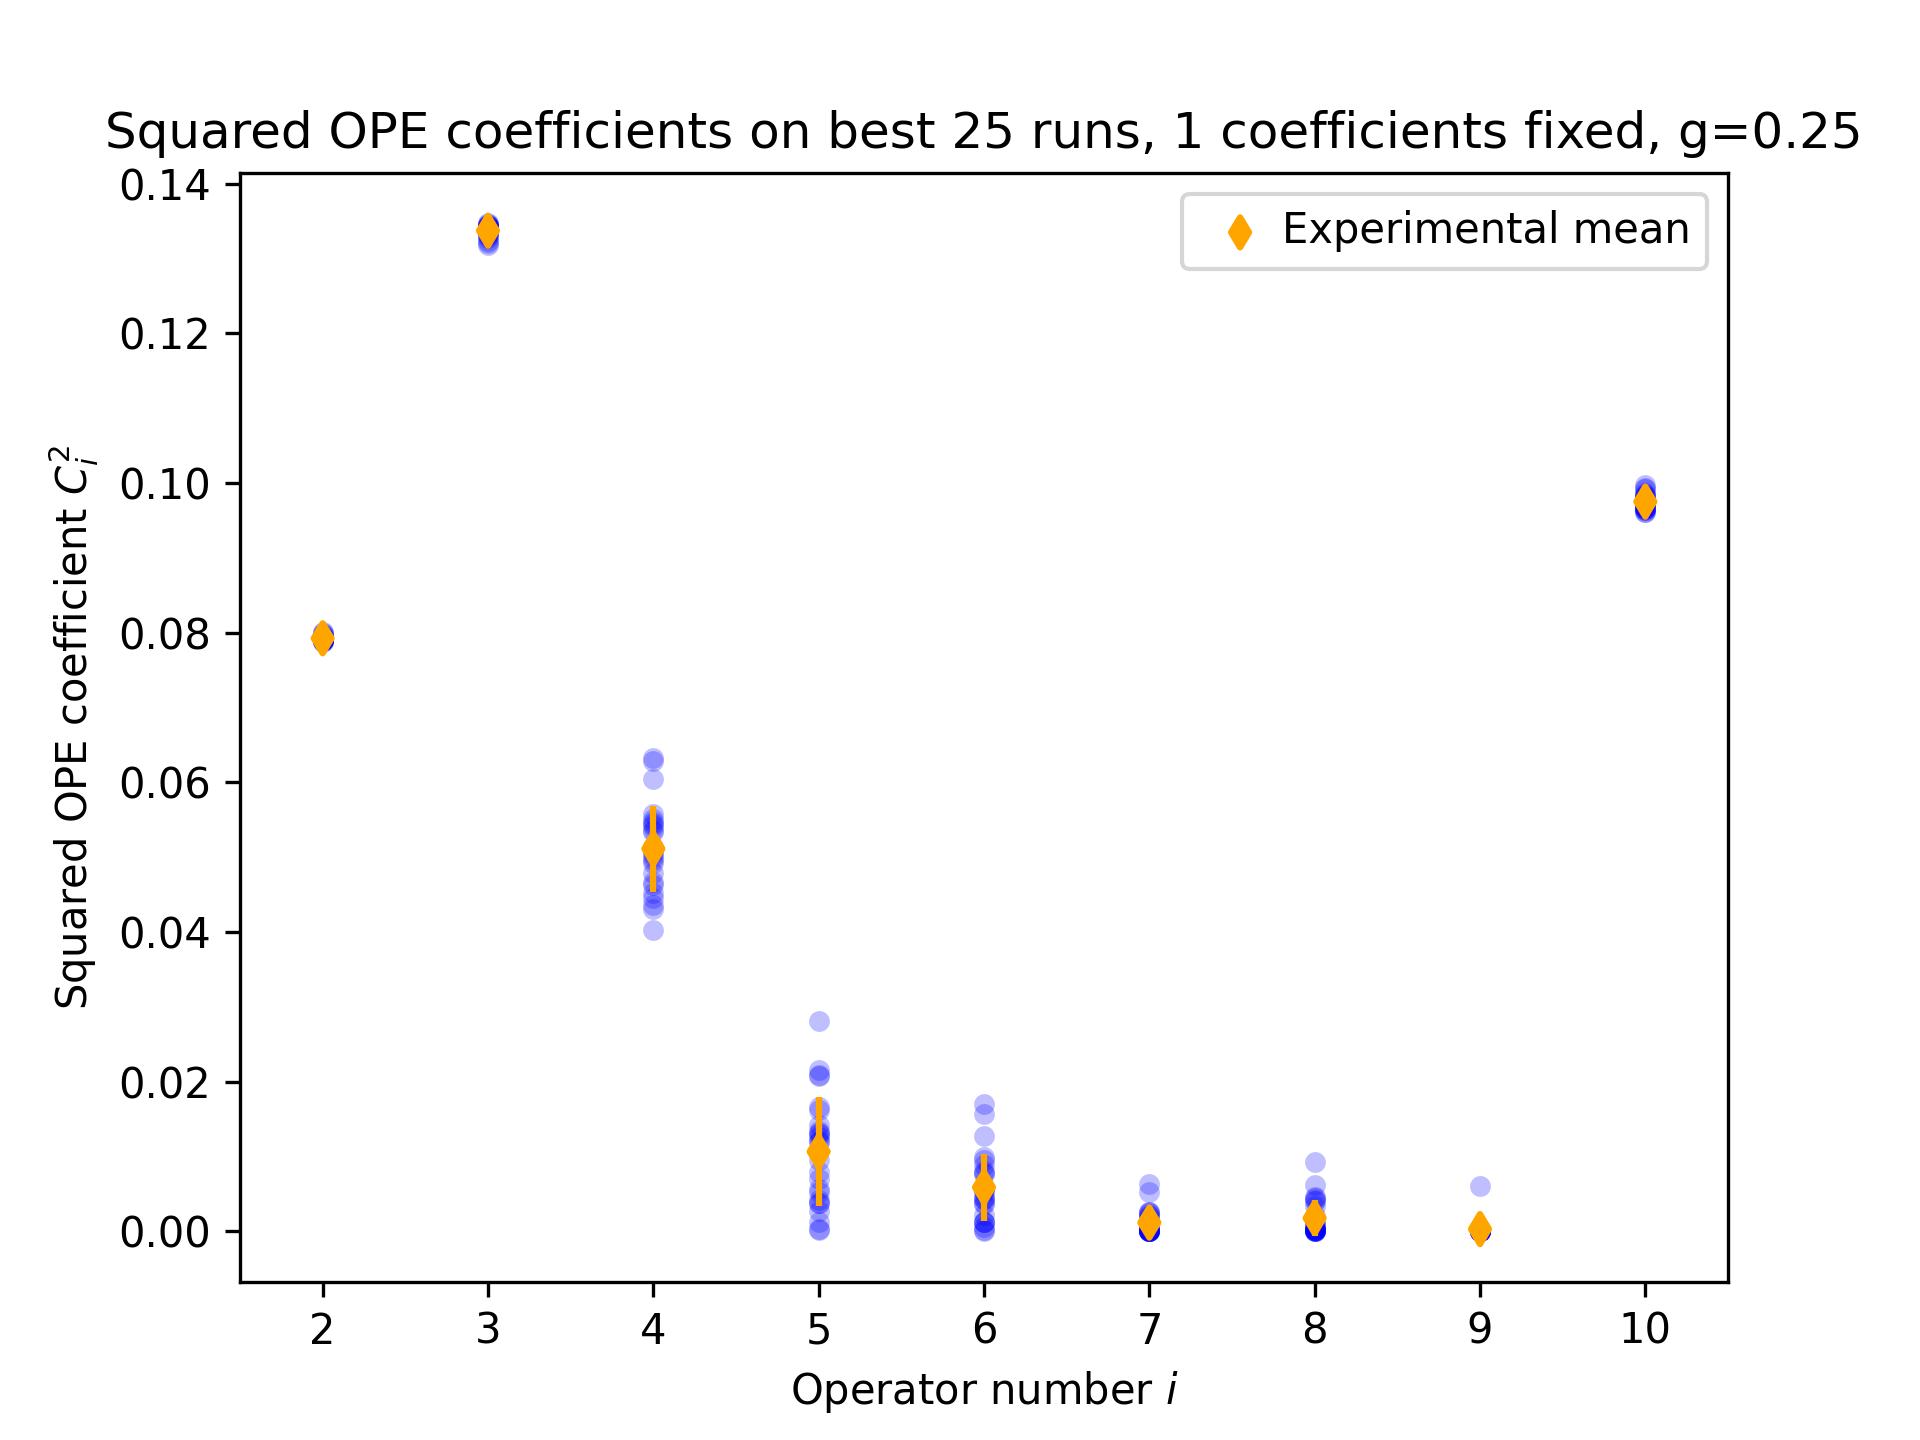 Squared OPE coefficients on best 25 runs, 1 coefficients fixed, g=0.25
Experimental mean
Squared OPE coefficient $C_i^2$
0.14
0.12
0.10
0.08
0.06
0.04
0.02
0.00
2 3 4 5 6 7 8 9 10
Operator number i